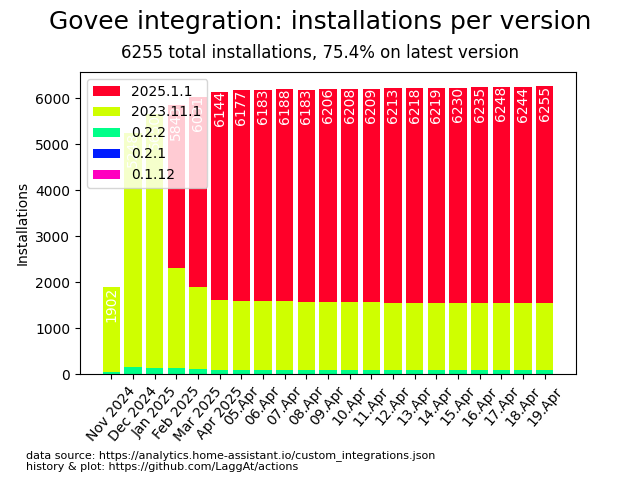 Govee integration: installations per version
6255 total installations, 75.4% on latest version
2025.1.1
2023.11.1
0.2.2
0.2.1
0.1.12
Installations
6000
5000
4000
3000
2000
1000
0
1902
6144
6177
6183
6188
6183
6206
6208
6209
6213
6218
6219
6230
6235
6248
6244
6255
Nov 2024
Dec 2024
Jan 2025
Feb 2025
Mar 2025
Apr 2025
05.Apr
06.Apr
07.Apr
08.Apr
09.Apr
10.Apr
11.Apr
12.Apr
13.Apr
14.Apr
15.Apr
16.Apr
17.Apr
18.Apr
19.Apr
data source: https://analytics.home-assistant.io/custom_integrations.json
history & plot: https://github.com/LaggAt/actions